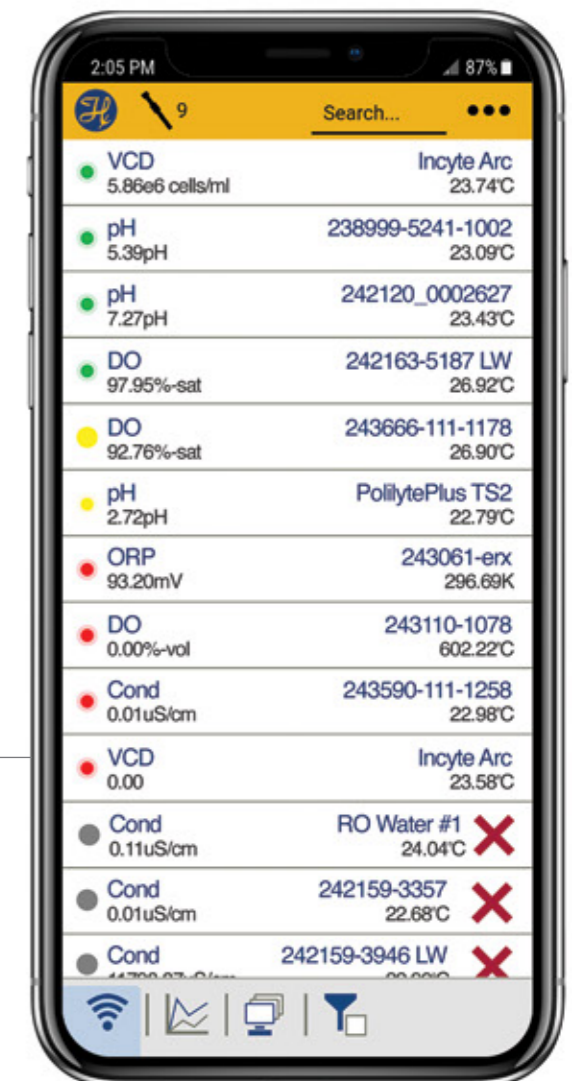 2:05 PM 87%
H 9 Search...
VCD Incyte Arc
5.86e6 cells/ml 23.74°C
pH 238999-5241-1002
5.39pH 23.09°C
pH 242120_0002627
7.27pH 23.43°C
DO 242163-5187 LW
97.95%-sat 26.92°C
DO 243666-111-1178
92.76%-sat 26.90°C
pH PolilytePlus TS2
2.72pH 22.79°C
ORP 243061-erx
93.20mV 296.69K
DO 243110-1078
0.00%-vol 602.22°C
Cond 243590-111-1258
0.01uS/cm 22.98°C
VCD Incyte Arc
0.00 23.58°C
Cond RO Water #1
0.11uS/cm 24.04°C
Cond 242159-3357
0.01uS/cm 22.68°C
Cond 242159-3946 LW